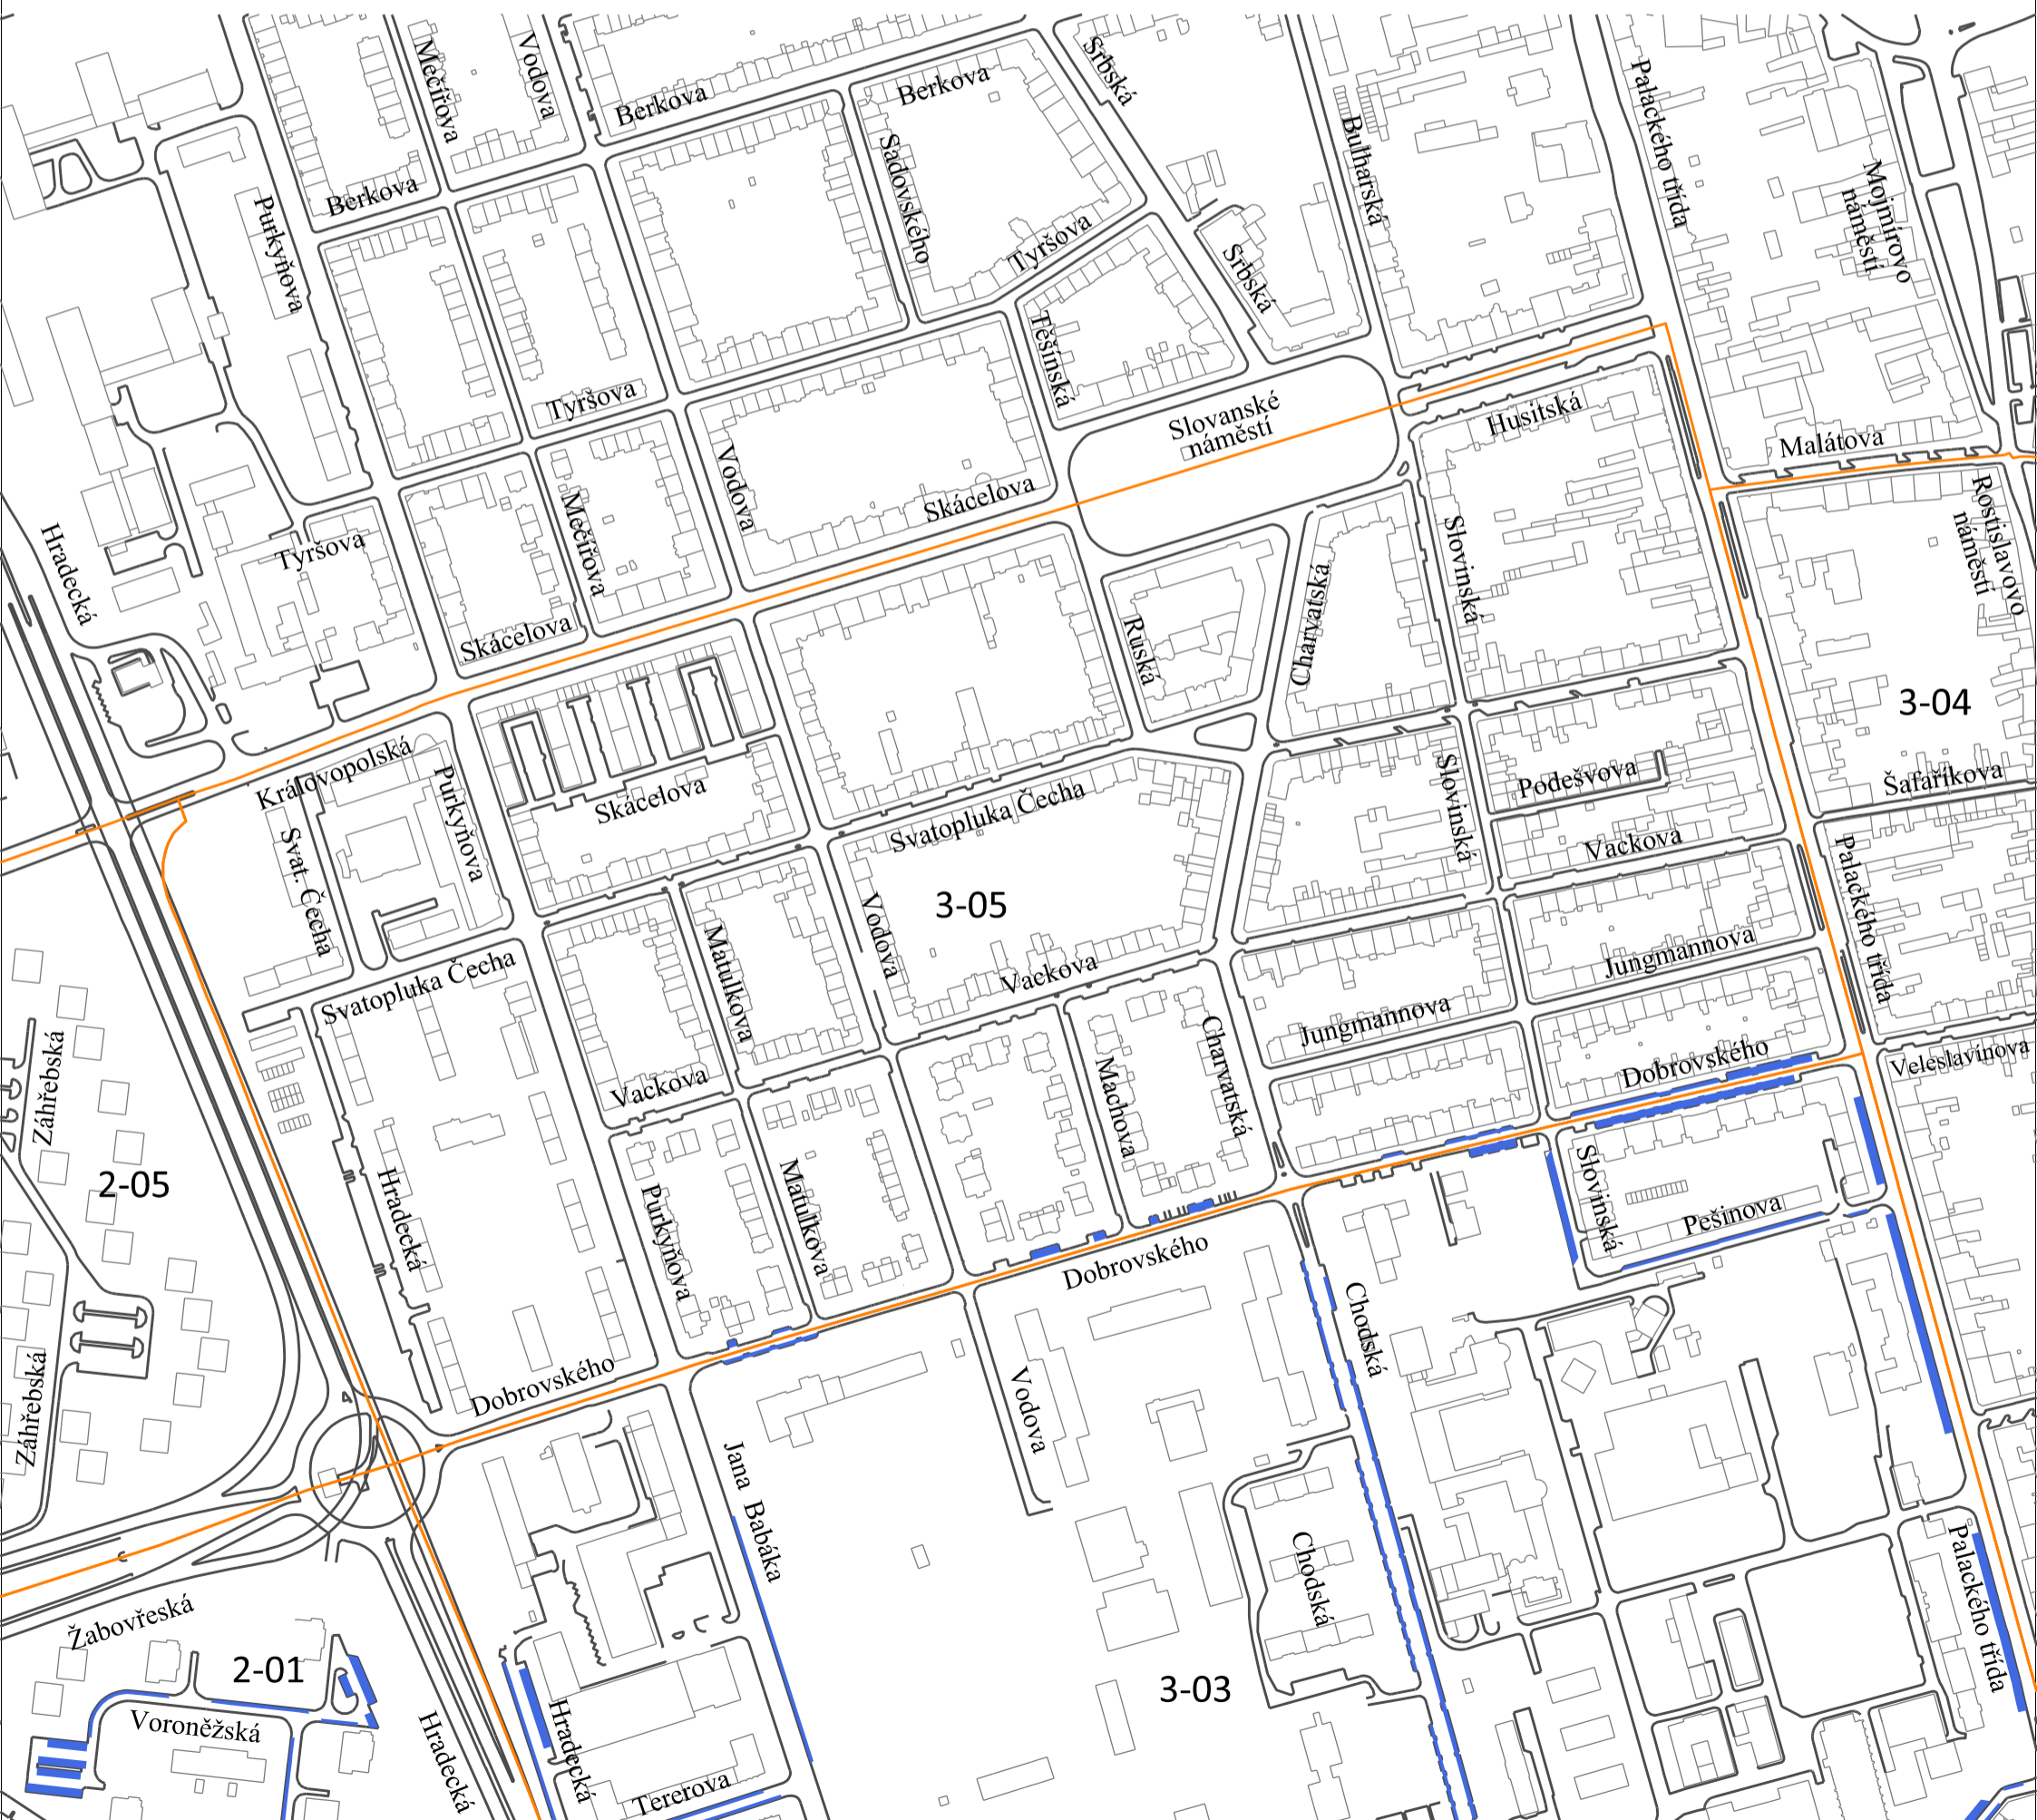 Mečířova
Vodova
Srbská
Berkova
Berkova
Berkova
Palackého třída
Bulharská
Sadovského
Mojmírovo
náměstí
Purkyňova
Tyršova
Srbská
Těšínská
Tyršova
Slovanské
náměstí
Husitská
Malátova
Vodova
Skácelova
Mečířova
Rostislavovo
náměstí
Hradecká
Tyršova
Slovinská
Charvatská
Skácelova
Ruská
3-04
Královopolská
Purkyňova
Skácelova
Svatopluka Čecha
Slovinská
Podešvova
Šafaříkova
Svat. Čecha
Vackova
Palackého třída
3-05
Vodova
Matulkova
Svatopluka Čecha
Vackova
Jungmannova
Jungmannova
Charvatská
Machova
Dobrovského
Veleslavínova
Záhřebská
Vackova
2-05
Hradecká
Purkyňova
Matulkova
Slovinská
Pešinova
Dobrovského
Chodská
Záhřebská
Dobrovského
Vodova
Jana Babáka
Chodská
Palackého třída
Žabovřeská
2-01
3-03
Voroněžská
Hradecká
Hradecká
Tererova